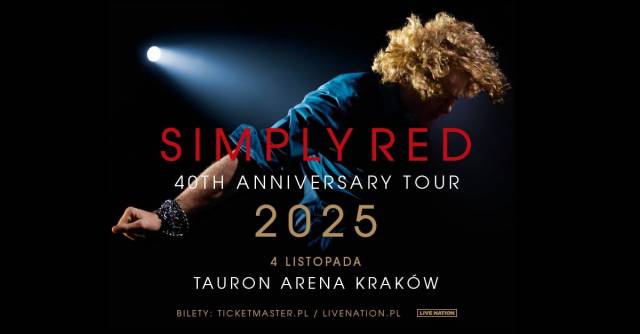 SIMPLY RED
40TH ANNIVERSARY TOUR
2025
4 LISTOPADA
TAURON ARENA KRAKÓW
BILETY: TICKETMASTER.PL / LIVENATION.PL LIVE NATION